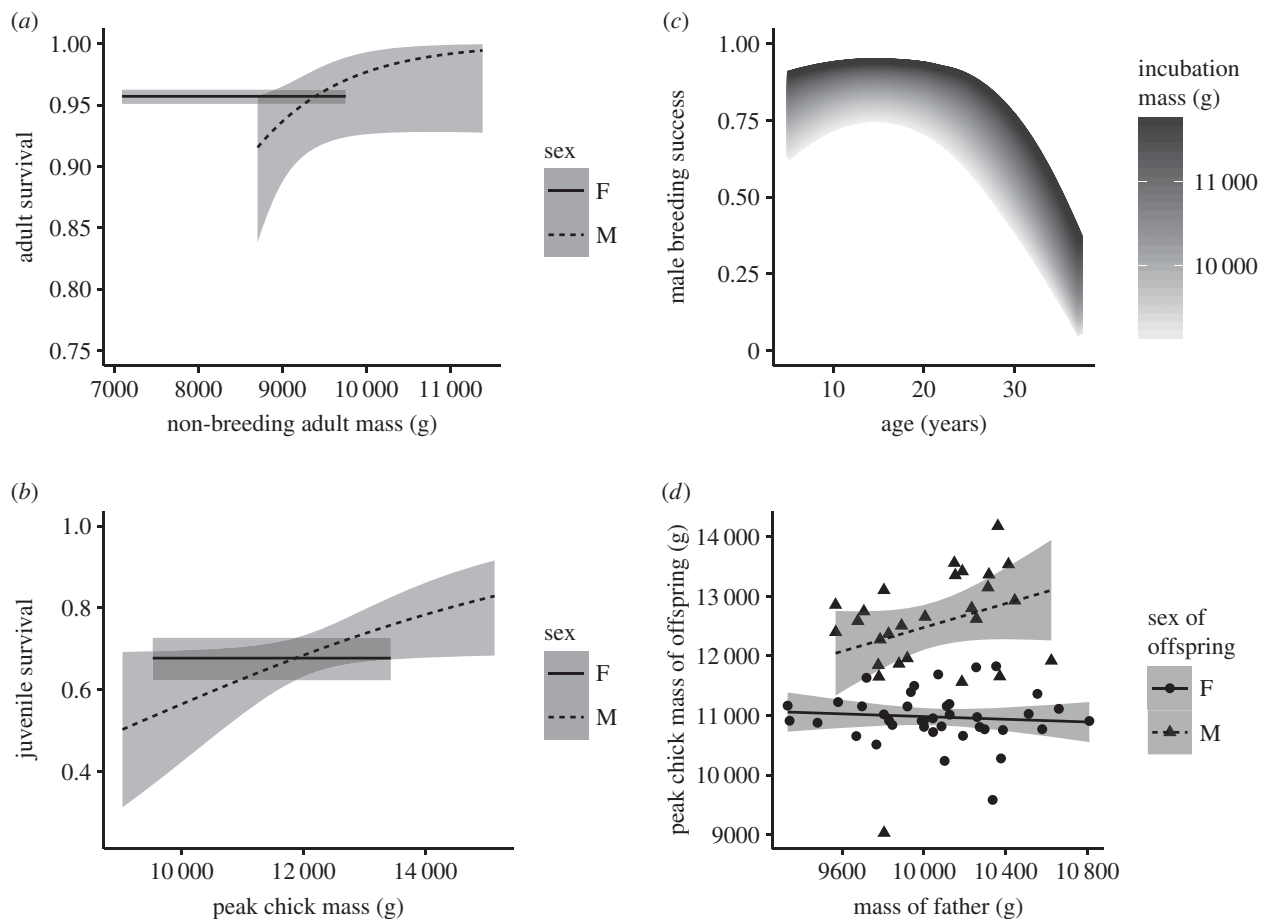 (a)
1.00
0.95
0.90
0.85
0.80
0.75
adult survival
7000
8000
9000
10 000
11 000
non-breeding adult mass (g)
sex
F
M
(c)
1.00
0.75
0.50
0.25
0
male breeding success
10
20
30
age (years)
incubation
mass (g)
11 000
10 000
(b)
1.0
0.8
0.6
0.4
juvenile survival
10 000
12 000
14 000
peak chick mass (g)
sex
F
M
(d)
14 000
13 000
12 000
11 000
10 000
9000
peak chick mass of offspring (g)
9600
10 000
10 400
10 800
mass of father (g)
sex of
offspring
F
M